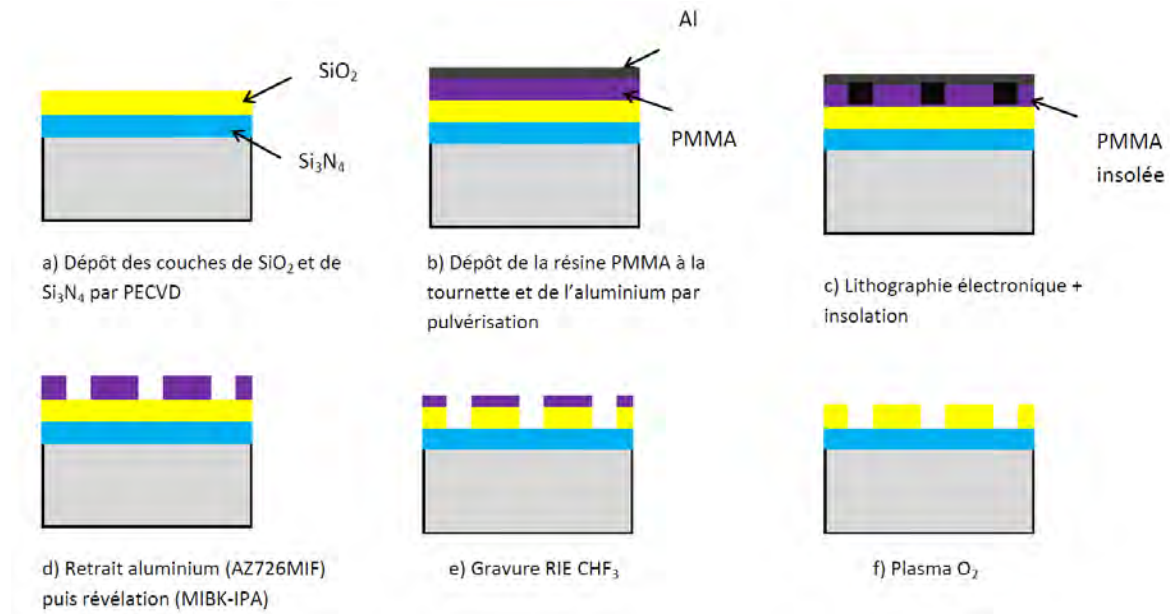 SiO₂
Si₃N₄
a) Dépôt des couches de SiO₂ et de
Si₃N₄ par PECVD
Al
PMMA
b) Dépôt de la résine PMMA à la
tournette et de l'aluminium par
pulvérisation
PMMA
insolée
c) Lithographie électronique +
insolation
d) Retrait aluminium (AZ726MIF)
puis révélation (MIBK-IPA)
e) Gravure RIE CHF₃
f) Plasma O₂